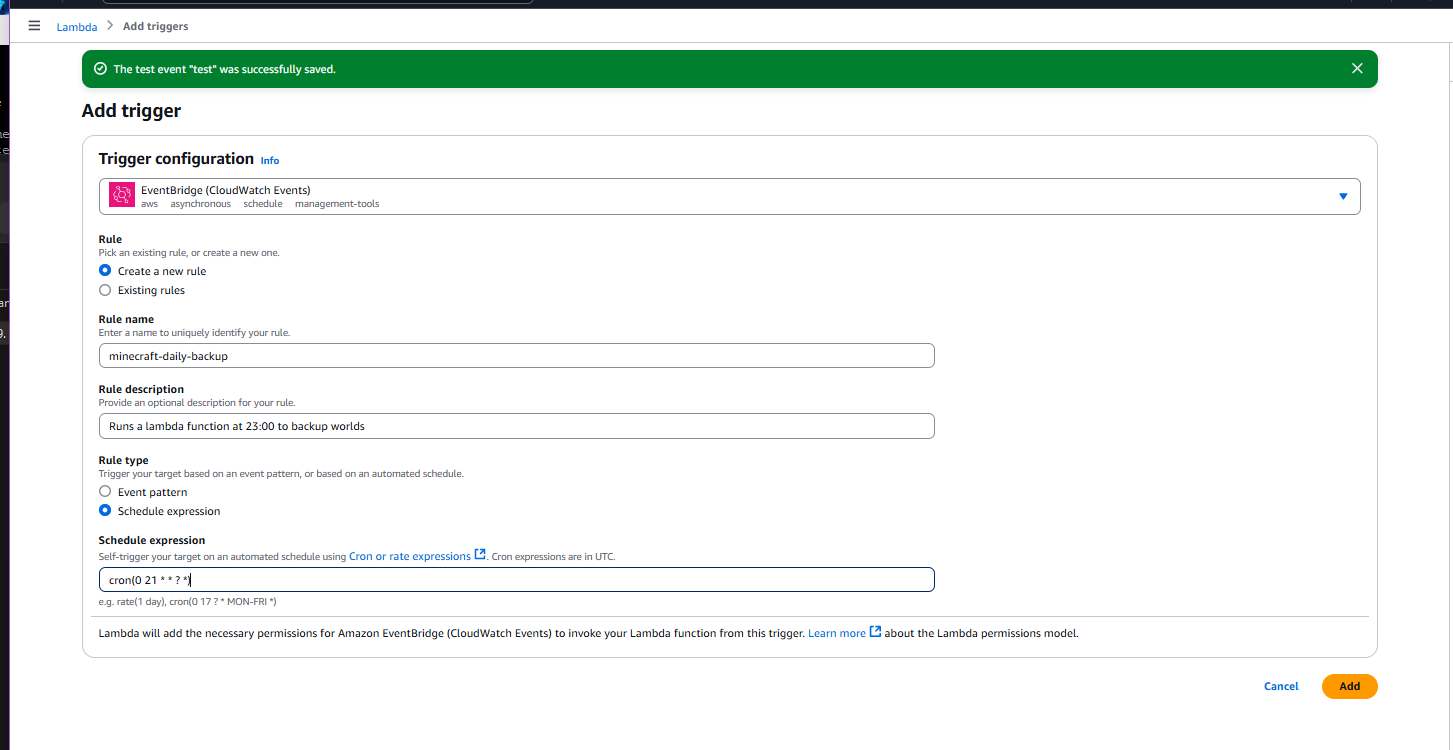 Lambda > Add triggers
The test event "test" was successfully saved.
Add trigger
Trigger configuration Info
EventBridge (CloudWatch Events)
aws asynchronous schedule management-tools
Rule
Pick an existing rule, or create a new one.
Create a new rule
Existing rules
Rule name
Enter a name to uniquely identify your rule.
minecraft-daily-backup
Rule description
Provide an optional description for your rule.
Runs a lambda function at 23:00 to backup worlds
Rule type
Trigger your target based on an event pattern, or based on an automated schedule.
Event pattern
Schedule expression
Schedule expression
Self-trigger your target on an automated schedule using Cron or rate expressions. Cron expressions are in UTC.
cron(0 21 * * ? *)
e.g. rate(1 day), cron(0 17 ? * MON-FRI *)
Lambda will add the necessary permissions for Amazon EventBridge (CloudWatch Events) to invoke your Lambda function from this trigger. Learn more about the Lambda permissions model.
Cancel Add